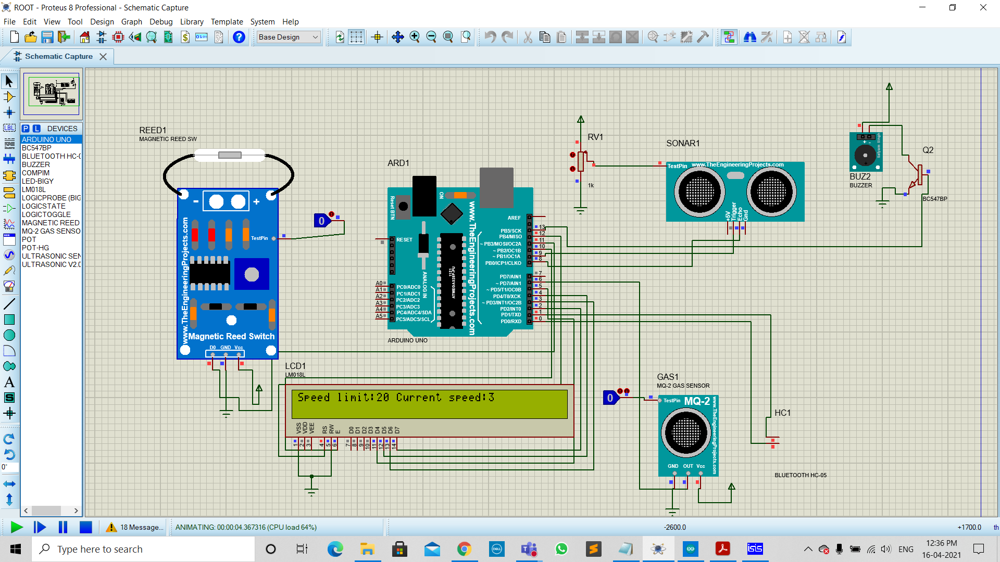 ROOT - Proteus 8 Professional - Schematic Capture
File Edit View Tool Design Graph Debug Library Template System Help
Base Design
Schematic Capture
P L DEVICES
ARDUINO UNO
BC547BP
BLUETOOTH HC-0
BUZZER
COMPIM
LED-BIGY
LM018L
LOGICPROBE (BIG
LOGICSTATE
LOGICTOGGLE
MAGNETIC REED
MQ-2 GAS SENSO
POT
POT-HG
ULTRASONIC SEN
ULTRASONIC V2.0
LBL
A
S
0°
REED1
MAGNETIC REED SW
- +
TestPin
www.TheEngineeringProjects.com
Magnetic Reed Switch
D0 GND Vcc
0
ARD1
Reset BTN
ON
www.TheEngineeringProjects.com
RESET
ANALOG IN
1121
ATMEGA328P-PU
A0 PC0/ADC0
A1 PC1/ADC1
A2 PC2/ADC2
A3 PC3/ADC3
A4 PC4/ADC4/SDA
A5 PC5/ADC5/SCL
AREF
PB5/SCK 13
PB4/MISO 12
~ PB3/MOSI/OC2A 11
~ PB2/OC1B 10
~ PB1/OC1A 9
PB0/ICP1/CLKO 8
PD7/AIN1 7
~ PD7/AIN1 6
~ PD5/T1/OC0B 5
PD4/T0/XCK 4
~ PD3/INT1/OC2B 3
PD2/INT0 2
PD1/TXD 1
PD0/RXD 0
ARDUINO UNO
RV1
1k
SONAR1
TestPin www.TheEngineeringProjects.com
+5V Trigger Echo Gnd
BUZ2
BUZZER
+ -
Satyam Singh
Q2
BC547BP
LCD1
LM018L
Speed limit:20 Current speed:3
VSS VDD VEE RS RW E D0 D1 D2 D3 D4 D5 D6 D7
1 2 3 4 5 6 7 8 9 10 11 12 13 14
0
GAS1
MQ-2 GAS SENSOR
TestPin MQ-2
www.TheEngineeringProjects.com
GND OUT Vcc
HC1
BLUETOOTH HC-05
18 Message...
ANIMATING: 00:00:04.367316 (CPU load 64%)
-2600.0
+1700.0
th
Type here to search
DELL
isis
ENG
12:36 PM
16-04-2021